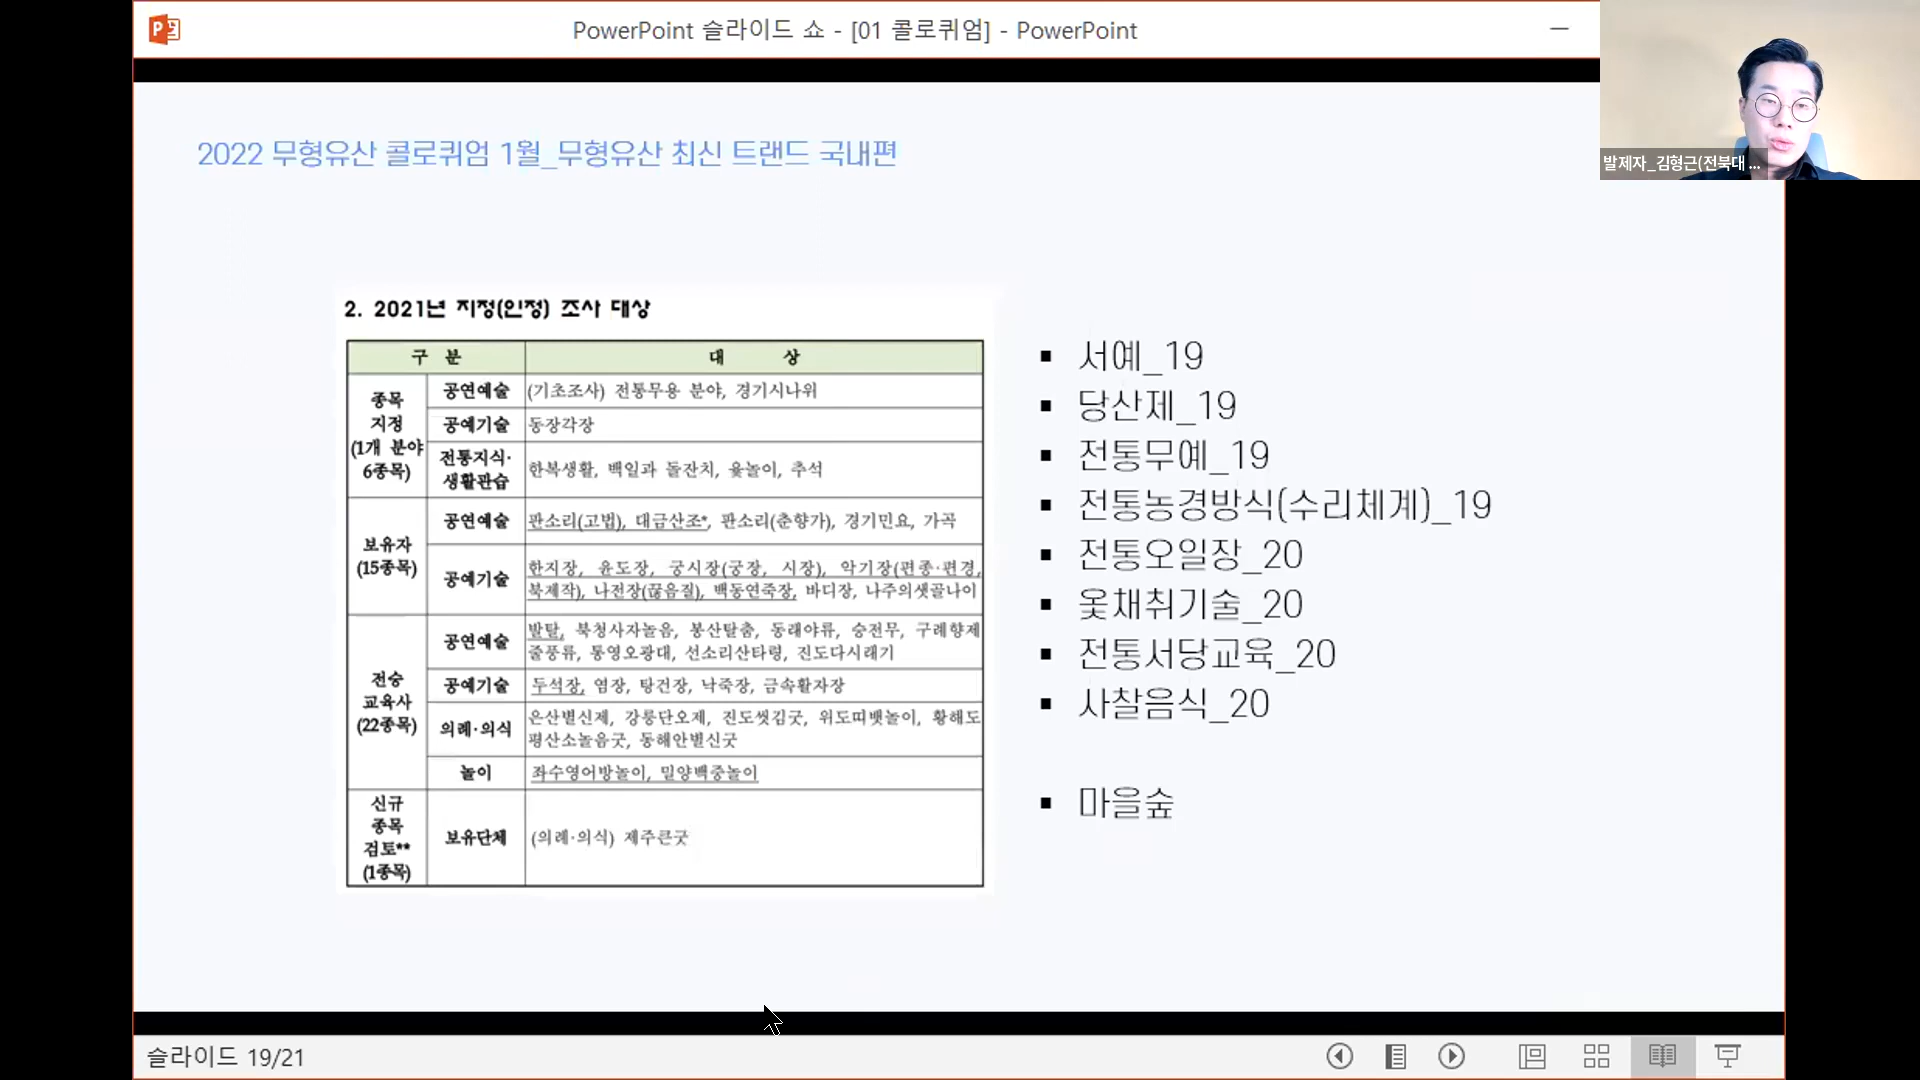 PowerPoint 슬라이드 쇼 - [01 콜로퀴엄] - PowerPoint
발제자_김형근(전북대 ...
2022 무형유산 콜로퀴엄 1월_무형유산 최신 트랜드 국내편
2. 2021년 지정(인정) 조사 대상
구 분
대 상
종목
지정
(1개 분야
6종목)
공연예술
(기초조사) 전통무용 분야, 경기시나위
공예기술
동장각장
전통지식·
생활관습
한복생활, 백일과 돌잔치, 윷놀이, 추석
보유자
(15종목)
공연예술
판소리(고법), 대금산조*, 판소리(춘향가), 경기민요, 가곡
공예기술
한지장, 윤도장, 궁시장(궁장, 시장), 악기장(편종·편경,
북제작), 나전장(끊음질), 백동연죽장, 바디장, 나주의샛골나이
전승
교육사
(22종목)
공연예술
발탈, 북청사자놀음, 봉산탈춤, 동래야류, 승전무, 구례향제
줄풍류, 통영오광대, 선소리산타령, 진도다시래기
공예기술
두석장, 염장, 탕건장, 낙죽장, 금속활자장
의례·의식
은산별신제, 강릉단오제, 진도씻김굿, 위도띠뱃놀이, 황해도
평산소놀음굿, 동해안별신굿
놀이
좌수영어방놀이, 밀양백중놀이
신규
종목
검토**
(1종목)
보유단체
(의례·의식) 제주큰굿
▪ 서예_19
▪ 당산제_19
▪ 전통무예_19
▪ 전통농경방식(수리체계)_19
▪ 전통오일장_20
▪ 옻채취기술_20
▪ 전통서당교육_20
▪ 사찰음식_20
▪ 마을숲
슬라이드 19/21